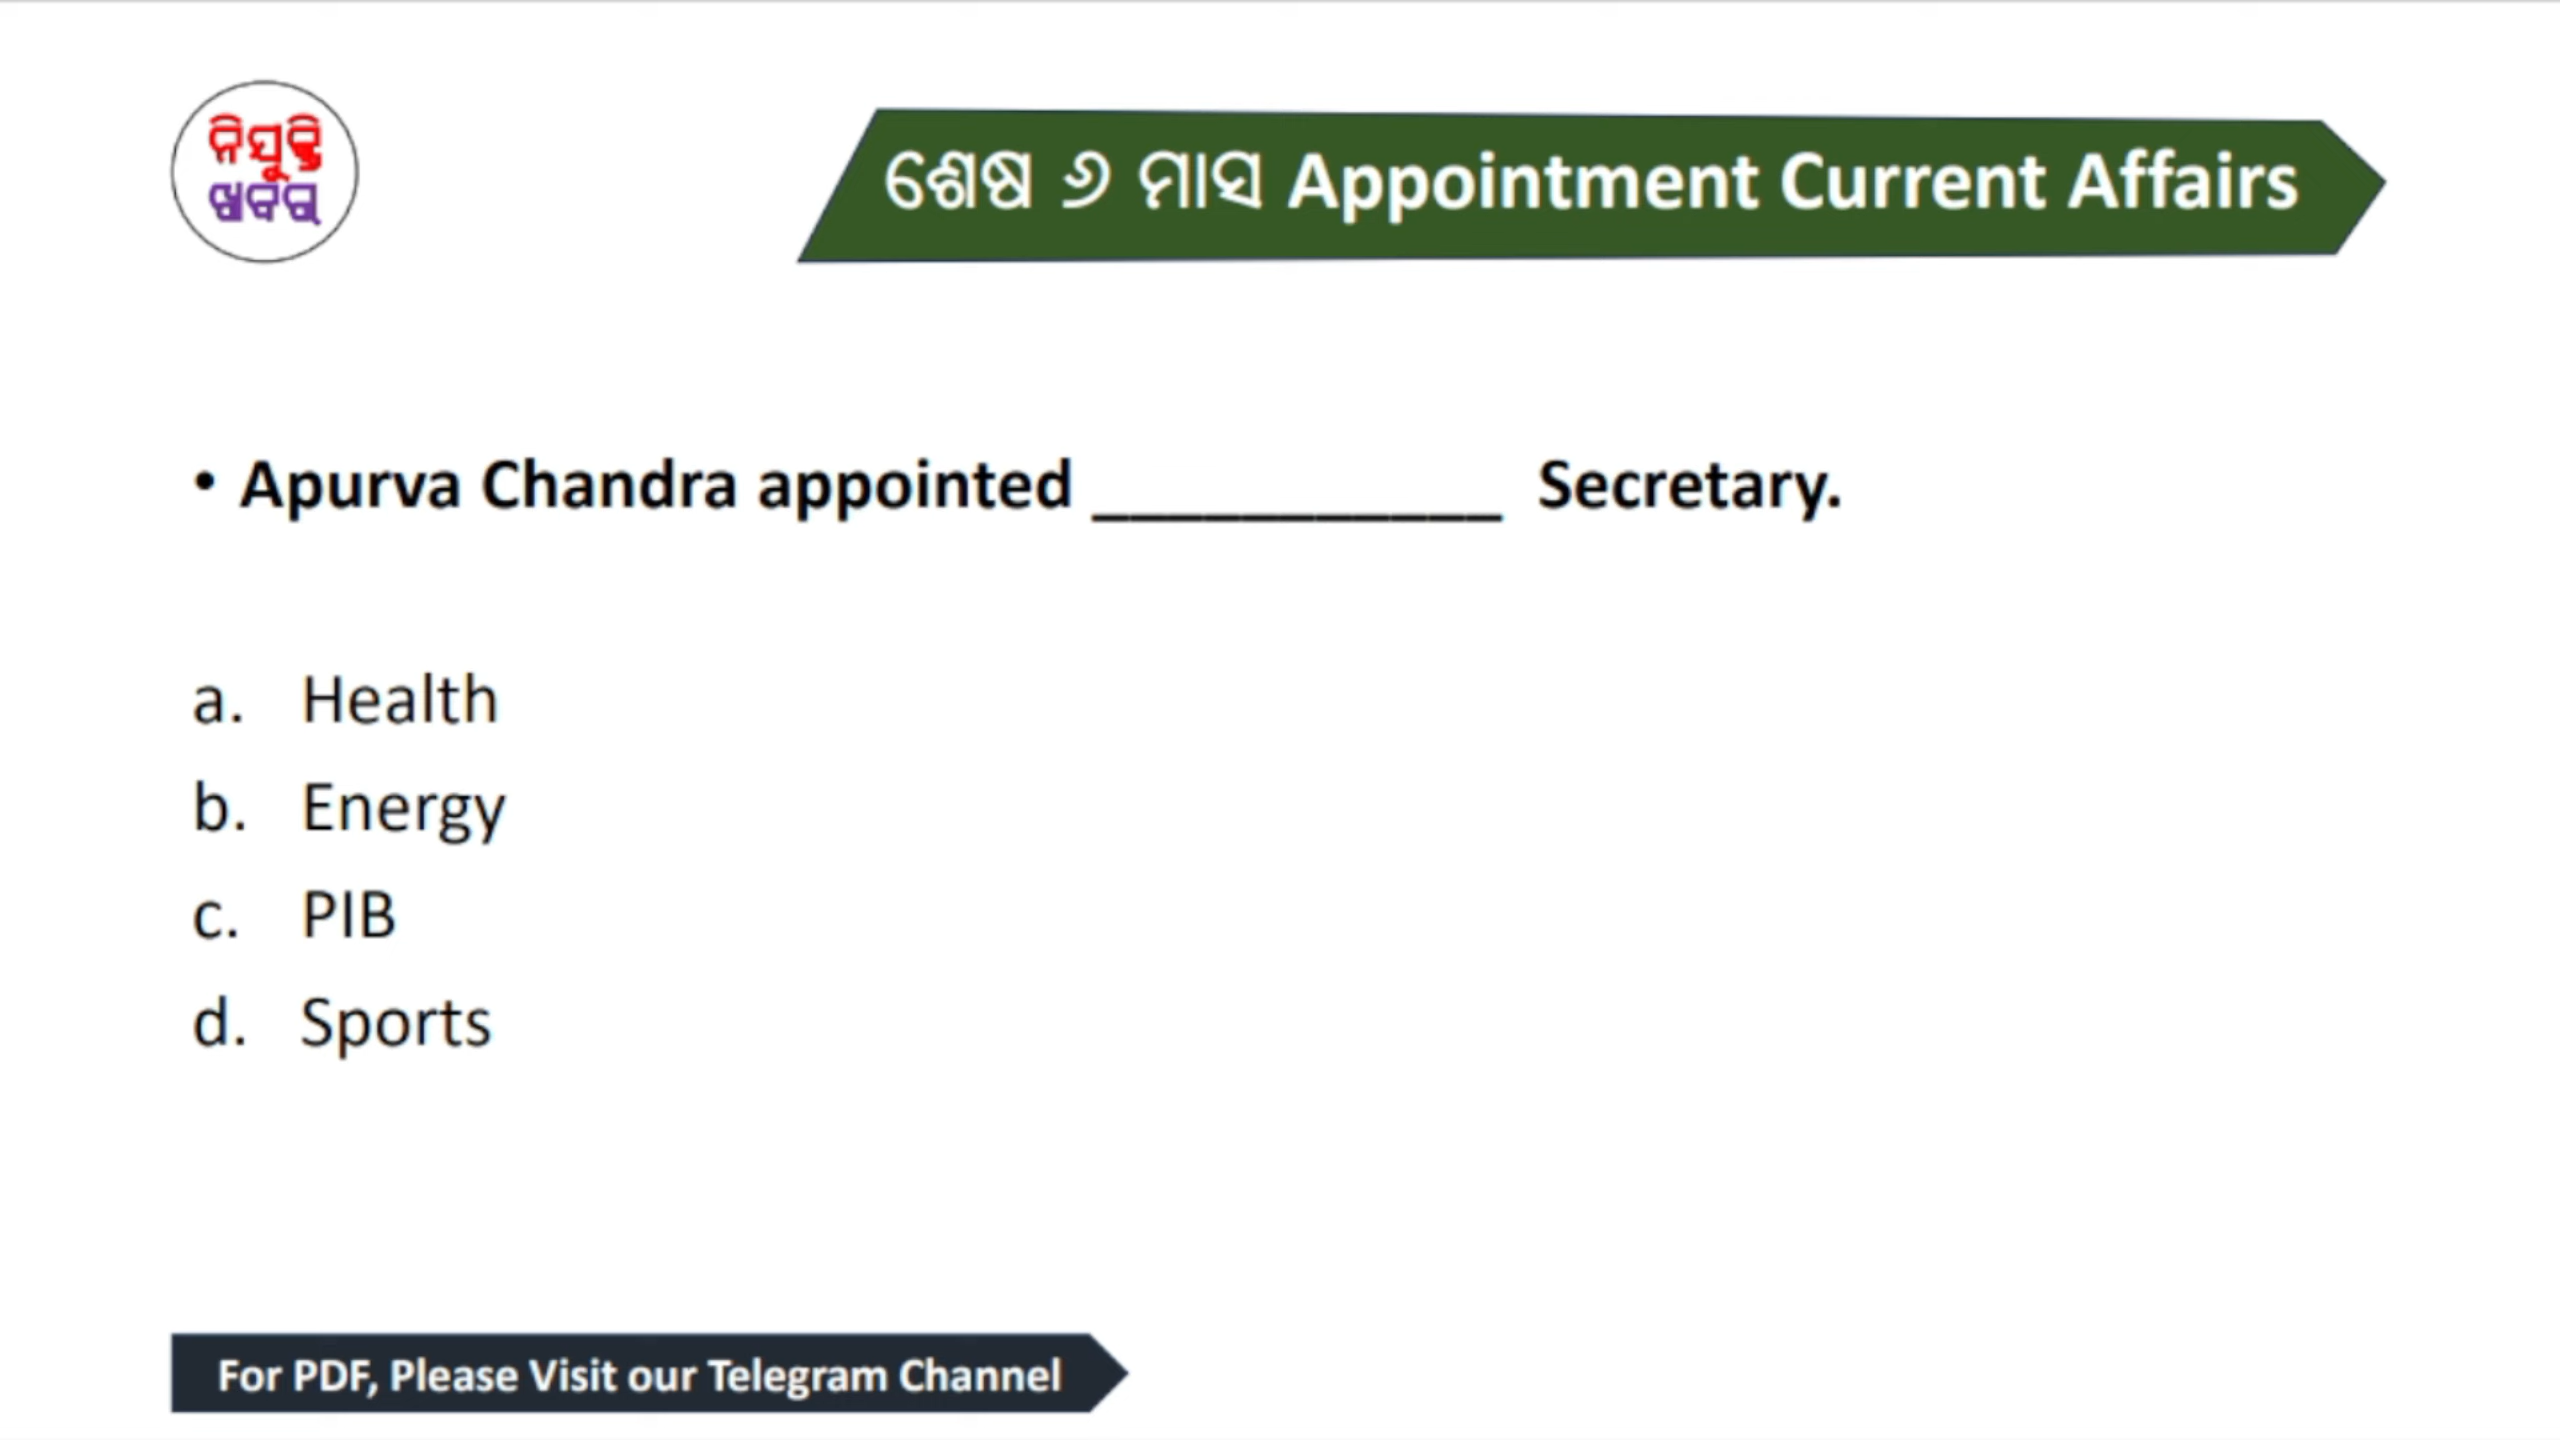 ନିଯୁକ୍ତି
ଖବର
ଶେଷ ୬ ମାସ Appointment Current Affairs
• Apurva Chandra appointed ___________ Secretary.
a. Health
b. Energy
c. PIB
d. Sports
For PDF, Please Visit our Telegram Channel